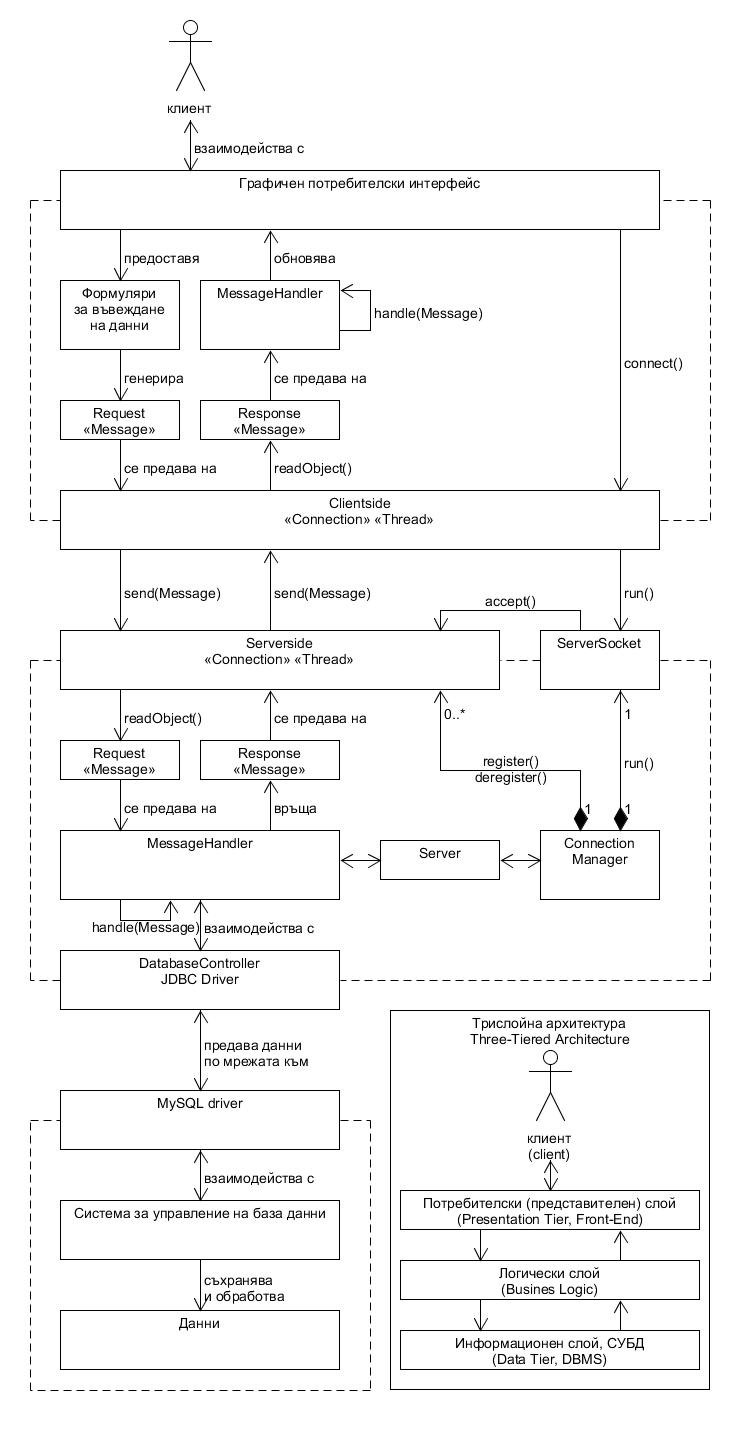 клиент
взаимодейства с
Графичен потребителски интерфейс
предоставя
обновява
Формуляри
за въвеждане
на данни
MessageHandler
handle(Message)
connect()
генерира
се предава на
Request
«Message»
Response
«Message»
се предава на
readObject()
Clientside
«Connection» «Thread»
send(Message)
send(Message)
run()
accept()
Serverside
«Connection» «Thread»
ServerSocket
readObject()
се предава на
0..*
1
Request
«Message»
Response
«Message»
register()
deregister()
run()
се предава на
връща
1
1
MessageHandler
Server
Connection
Manager
handle(Message)
взаимодейства с
DatabaseController
JDBC Driver
предава данни
по мрежата към
MySQL driver
взаимодейства с
Система за управление на база данни
съхранява
и обработва
Данни
Трислойна архитектура
Three-Tiered Architecture
клиент
(client)
Потребителски (представителен) слой
(Presentation Tier, Front-End)
Логически слой
(Busines Logic)
Информационен слой, СУБД
(Data Tier, DBMS)